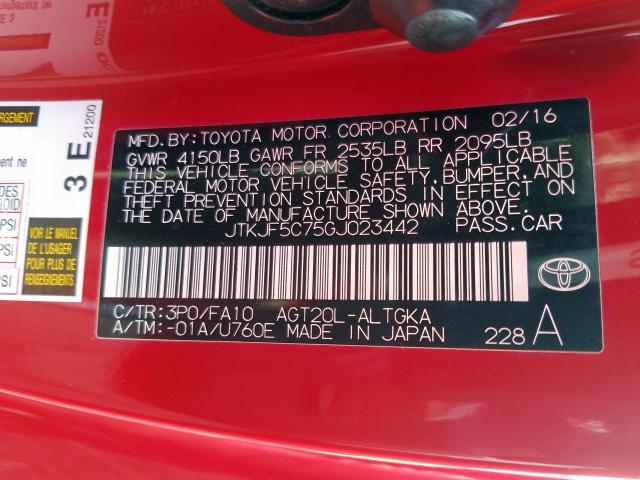 MFD. BY: TOYOTA MOTOR CORPORATION 02/16
GVWR 4150LB GAWR FR 2535LB RR 2095LB
THIS VEHICLE CONFORMS TO ALL APPLICABLE
FEDERAL MOTOR VEHICLE SAFETY, BUMPER, AND
THEFT PREVENTION STANDARDS IN EFFECT ON
THE DATE OF MANUFACTURE SHOWN ABOVE.
JTKJF5C75GJ023442 PASS. CAR
C/TR: 3P0/FA10 AGT20L-ALTGKA
A/TM: -01A/U760E MADE IN JAPAN 228 A
3 E
21200
VOIR LE MANUEL
DE L'USAGER
POUR PLUS DE
RENSEIGNEMENTS
PSI
PSI